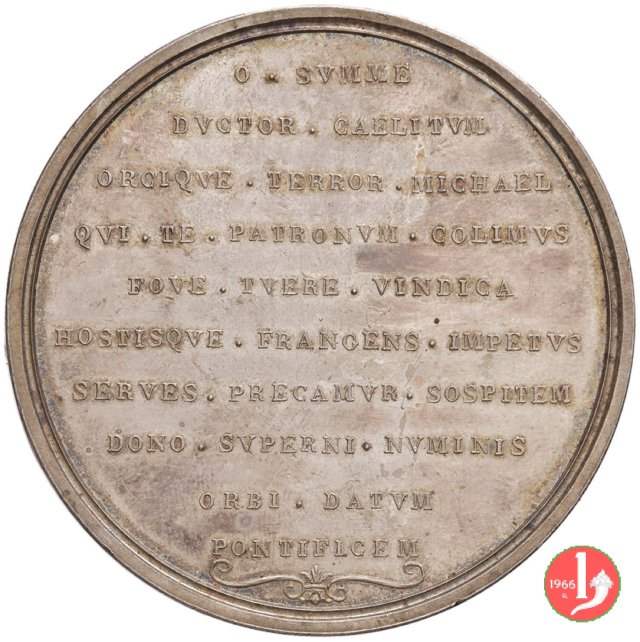 O · SVMME
DVCTOR · CAELITVM
ORCIQVE · TERROR · MICHAEL
QVI · TE · PATRONVM · COLIMVS
FOVE · TVERE · VINDICA
HOSTISQVE · FRANGENS · IMPETVS
SERVES · PRECAMVR · SOSPITEM
DONO · SVPERNI · NVMINIS
ORBI · DATVM
PONTIFICEM
1966
R